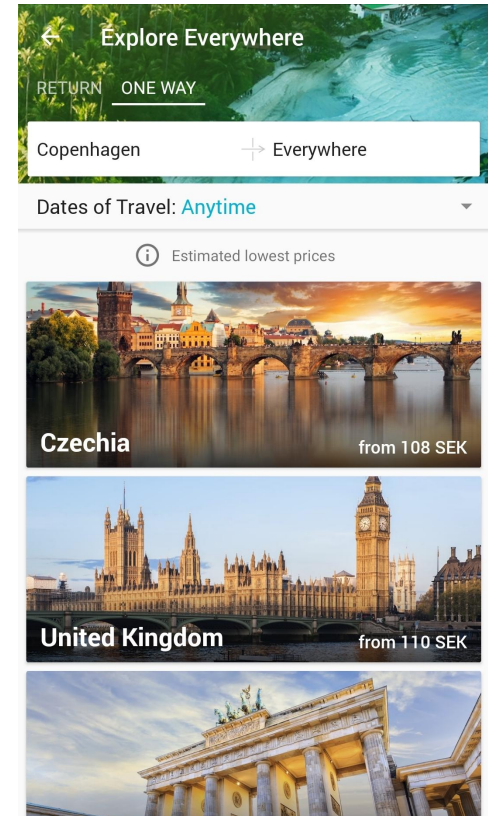 Explore Everywhere
RETURN ONE WAY
Copenhagen Everywhere
Dates of Travel: Anytime
Estimated lowest prices
Czechia
from 108 SEK
United Kingdom
from 110 SEK